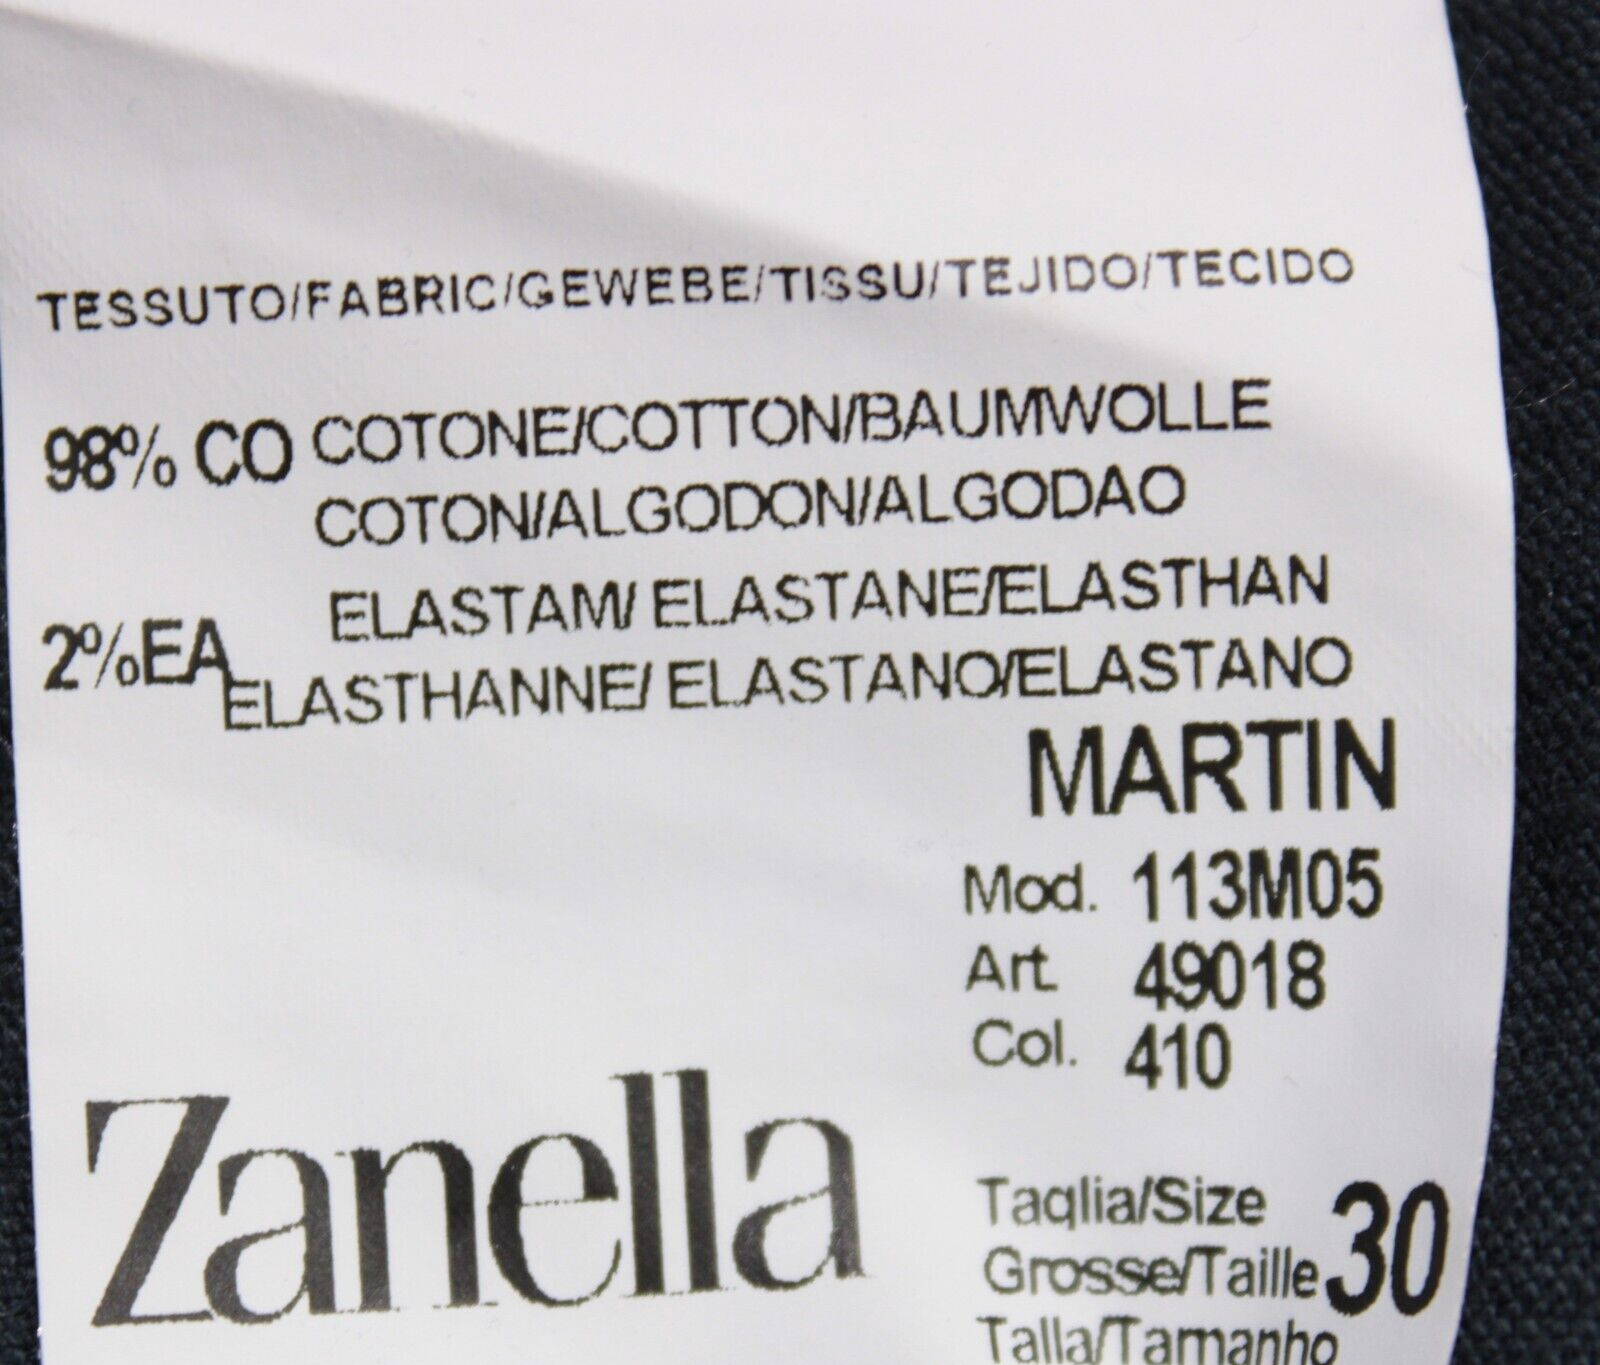 TESSUTO/FABRIC/GEWEBE/TISSU/TEJIDO/TECIDO
98% CO COTONE/COTTON/BAUMWOLLE
COTON/ALGODON/ALGODAO
2%EA ELASTAM/ ELASTANE/ELASTHAN
ELASTHANNE/ ELASTANO/ELASTANO
MARTIN
Mod. 113M05
Art. 49018
Col. 410
Zanella
Taglia/Size
Grosse/Taille 30
Talla/Tamanho